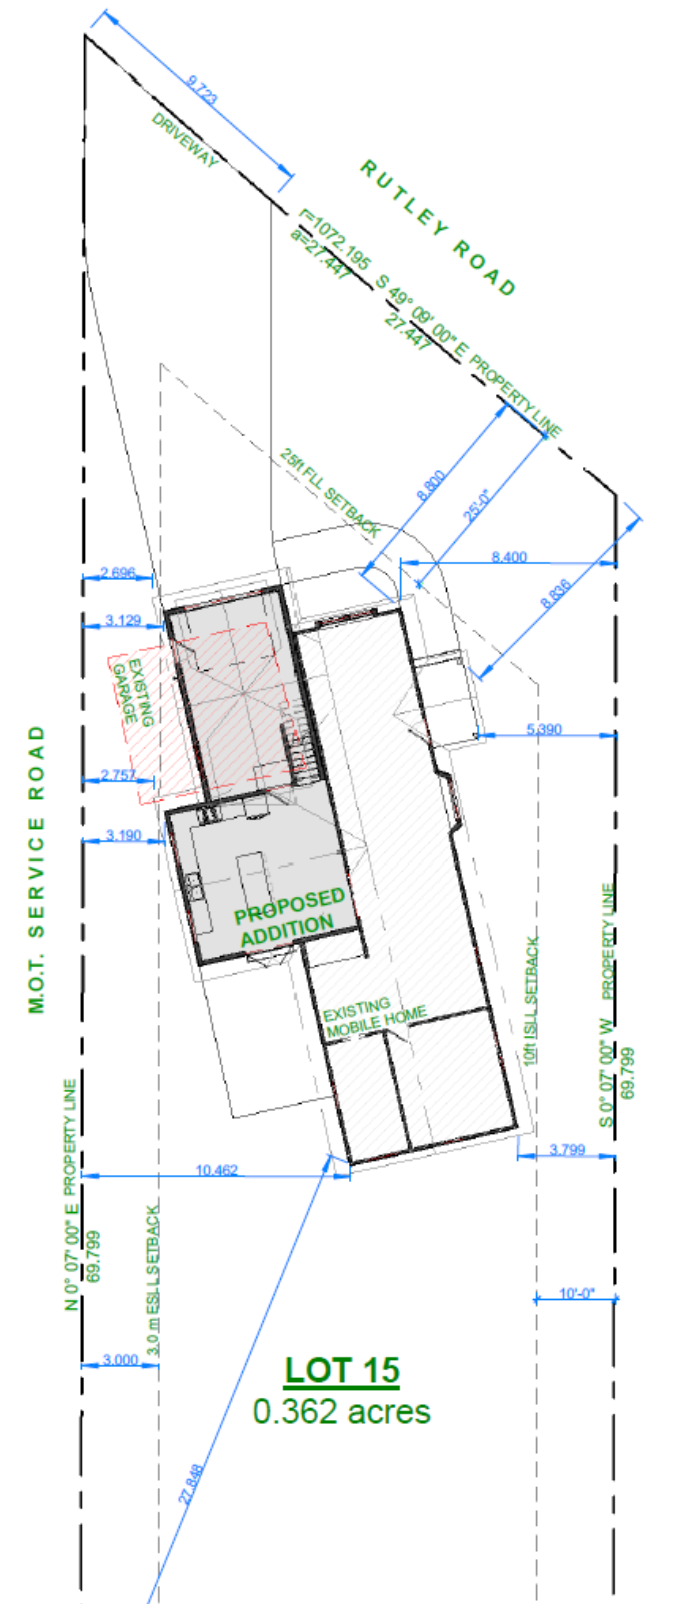 9.723
DRIVEWAY
RUTLEY ROAD
r=1072.195 S 49° 09' 00" E PROPERTY LINE
a=27.447
27.447
25ft FLL SETBACK
8.800
25'-0"
8.400
8.836
2.696
3.129
EXISTING
GARAGE
5.390
2.757
3.190
M.O.T. SERVICE ROAD
PROPOSED
ADDITION
EXISTING
MOBILE HOME
10ft ISLL SETBACK
S 0° 07' 00" W PROPERTY LINE
69.799
3.799
10.462
N 0° 07' 00" E PROPERTY LINE
69.799
3.0 m ESLL SETBACK
10'-0"
3.000
LOT 15
0.362 acres
27.848